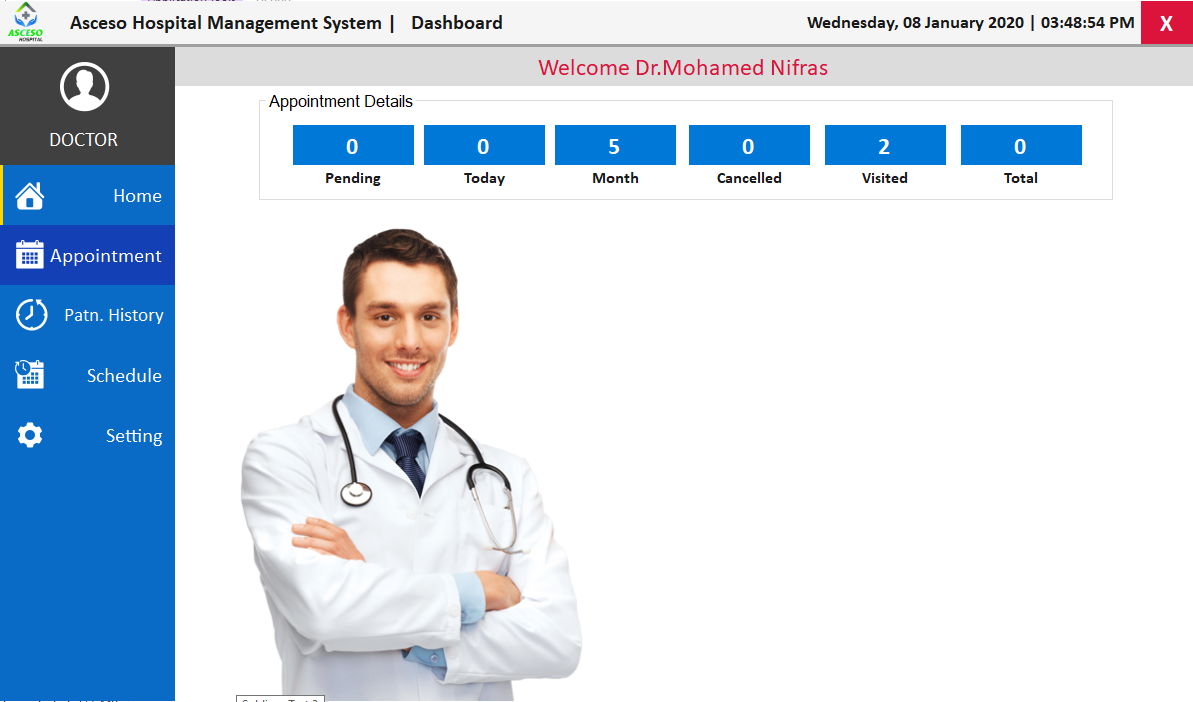 Asceso Hospital Management System | Dashboard
Wednesday, 08 January 2020 | 03:48:54 PM
X
ASCESO
HOSPITAL
Welcome Dr.Mohamed Nifras
DOCTOR
Home
Appointment
Patn. History
Schedule
Setting
Appointment Details
0 0 5 0 2 0
Pending Today Month Cancelled Visited Total